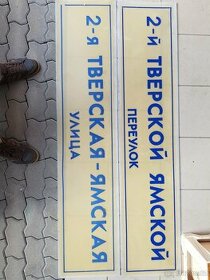 2-я ТВЕРСКАЯ-ЯМСКАЯ
УЛИЦА
2-й ТВЕРСКОЙ ЯМСКОЙ
ПЕРЕУЛОК